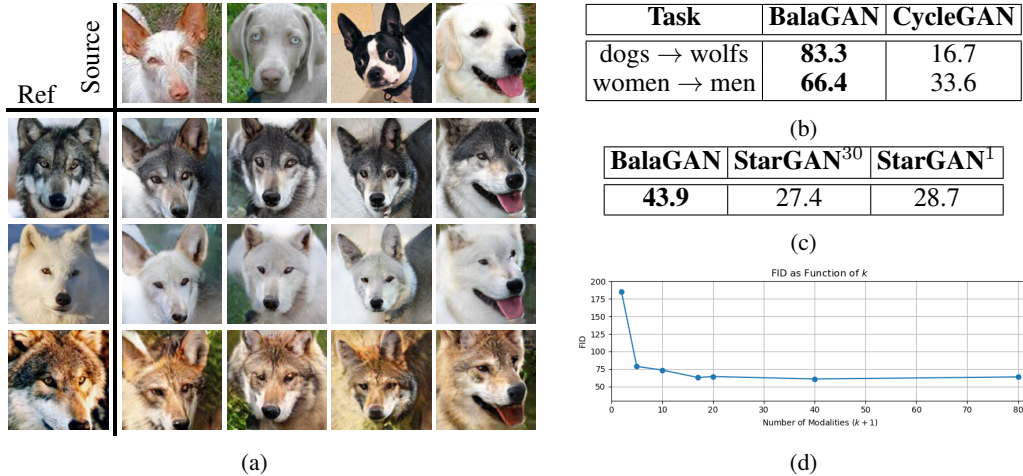 Source
Ref
(a)
Task BalaGAN CycleGAN
dogs → wolfs 83.3 16.7
women → men 66.4 33.6
(b)
BalaGAN StarGAN³⁰ StarGAN¹
43.9 27.4 28.7
(c)
FID as Function of k
200
175
150
125
100
75
50
FID
0 10 20 30 40 50 60 70 80
Number of Modalities (k + 1)
(d)